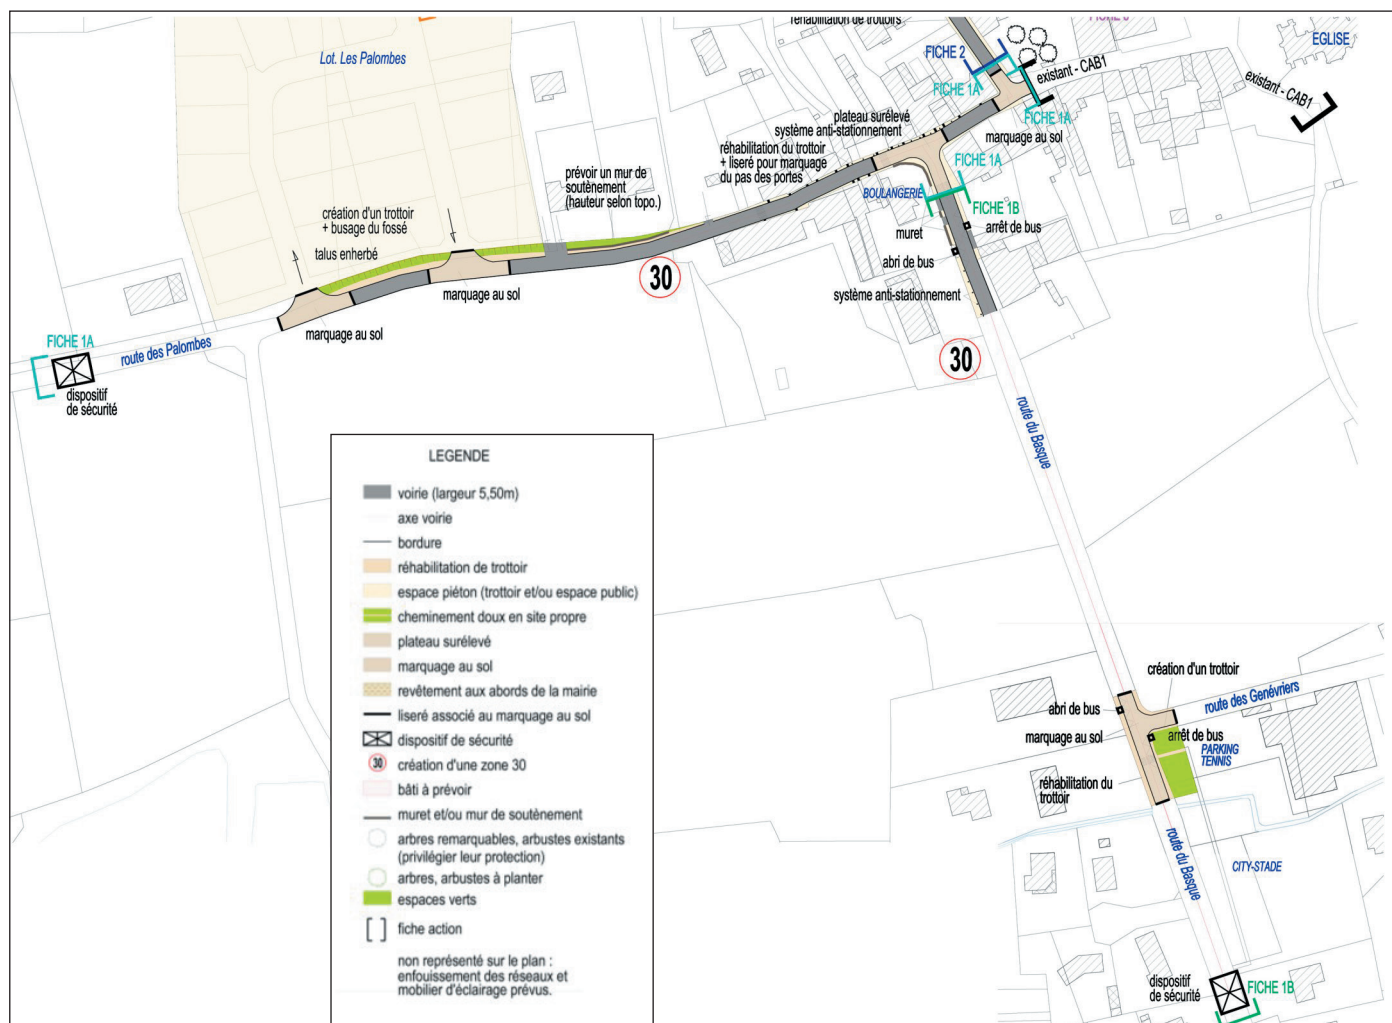 réhabilitation de trottoirs
Lot. Les Palombes
FICHE 2
FICHE 1A
existant - CAB1
EGLISE
existant - CAB1
FICHE 1A
marquage au sol
plateau surélevé
système anti-stationnement
réhabilitation du trottoir
+ liseré pour marquage
du pas des portes
FICHE 1A
prévoir un mur de
soutènement
(hauteur selon topo.)
BOULANGERIE
FICHE 1B
création d'un trottoir
+ busage du fossé
talus enherbé
muret
arrêt de bus
abri de bus
30
système anti-stationnement
marquage au sol
marquage au sol
FICHE 1A
route des Palombes
30
dispositif
de sécurité
route du Basque
LEGENDE
voirie (largeur 5,50m)
axe voirie
bordure
réhabilitation de trottoir
espace piéton (trottoir et/ou espace public)
cheminement doux en site propre
plateau surélevé
marquage au sol
revêtement aux abords de la mairie
liseré associé au marquage au sol
dispositif de sécurité
30 création d'une zone 30
bâti à prévoir
muret et/ou mur de soutènement
arbres remarquables, arbustes existants
(privilégier leur protection)
arbres, arbustes à planter
espaces verts
fiche action
non représenté sur le plan :
enfouissement des réseaux et
mobilier d'éclairage prévus.
création d'un trottoir
route des Genévriers
abri de bus
marquage au sol
arrêt de bus
PARKING
TENNIS
réhabilitation du
trottoir
route du Basque
CITY-STADE
dispositif
de sécurité
FICHE 1B